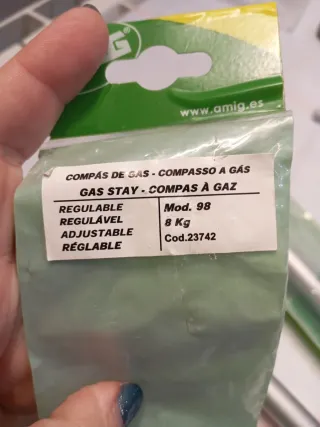 G
www.amig.es
COMPÁS DE GAS - COMPASSO A GÁS
GAS STAY - COMPAS À GAZ
REGULABLE Mod. 98
REGULÁVEL 8 Kg
ADJUSTABLE Cod.23742
RÉGLABLE